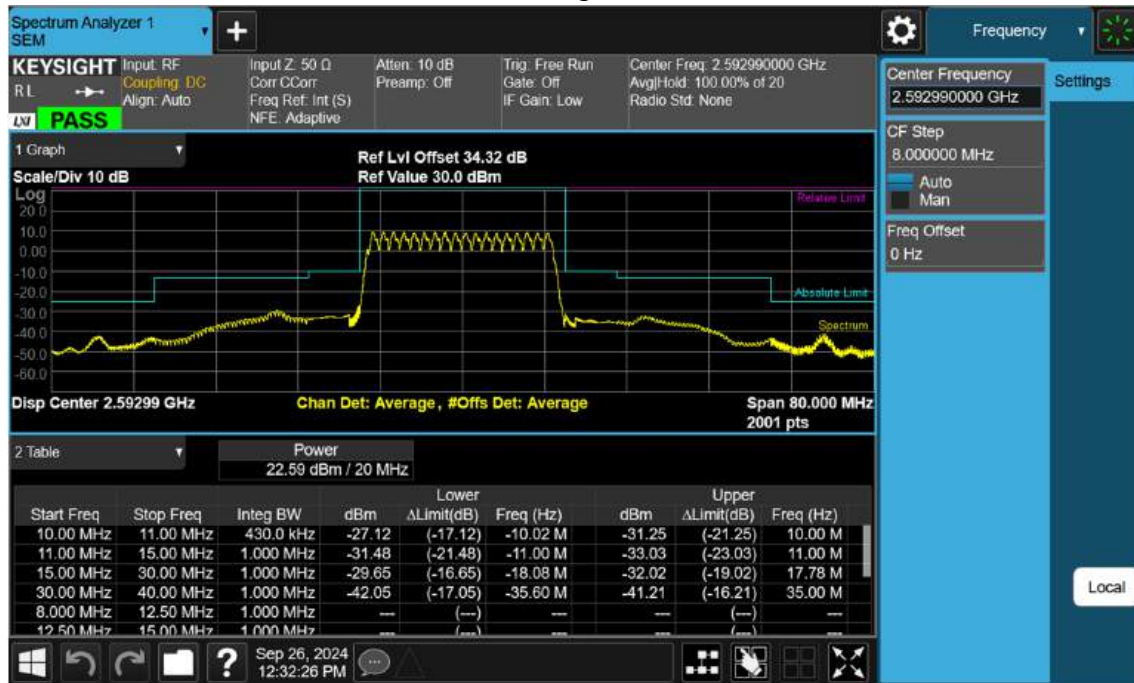 Spectrum Analyzer 1
SEM
Frequency
KEYSIGHT
R L
LXI
PASS
Input: RF
Coupling: DC
Align: Auto
Input Z: 50 Ω
Corr CCorr
Freq Ref: Int (S)
NFE: Adaptive
Atten: 10 dB
Preamp: Off
Trig: Free Run
Gate: Off
IF Gain: Low
Center Freq: 2.592990000 GHz
Avg|Hold: 100.00% of 20
Radio Std: None
Center Frequency
2.592990000 GHz
Settings
CF Step
8.000000 MHz
Auto
Man
Freq Offset
0 Hz
Local
1 Graph
Scale/Div 10 dB
Ref Lvl Offset 34.32 dB
Ref Value 30.0 dBm
Log
20.0
10.0
0.00
-10.0
-20.0
-30.0
-40.0
-50.0
-60.0
Relative Limit
Absolute Limit
Spectrum
Disp Center 2.59299 GHz
Chan Det: Average, #Offs Det: Average
Span 80.000 MHz
2001 pts
2 Table
Power
22.59 dBm / 20 MHz
Lower Upper
Start Freq Stop Freq Integ BW dBm ΔLimit(dB) Freq (Hz) dBm ΔLimit(dB) Freq (Hz)
10.00 MHz 11.00 MHz 430.0 kHz -27.12 (-17.12) -10.02 M -31.25 (-21.25) 10.00 M
11.00 MHz 15.00 MHz 1.000 MHz -31.48 (-21.48) -11.00 M -33.03 (-23.03) 11.00 M
15.00 MHz 30.00 MHz 1.000 MHz -29.65 (-16.65) -18.08 M -32.02 (-19.02) 17.78 M
30.00 MHz 40.00 MHz 1.000 MHz -42.05 (-17.05) -35.60 M -41.21 (-16.21) 35.00 M
8.000 MHz 12.50 MHz 1.000 MHz --- (---) --- --- (---) ---
12.50 MHz 15.00 MHz 1.000 MHz --- (---) --- --- (---) ---
?
Sep 26, 2024
12:32:26 PM